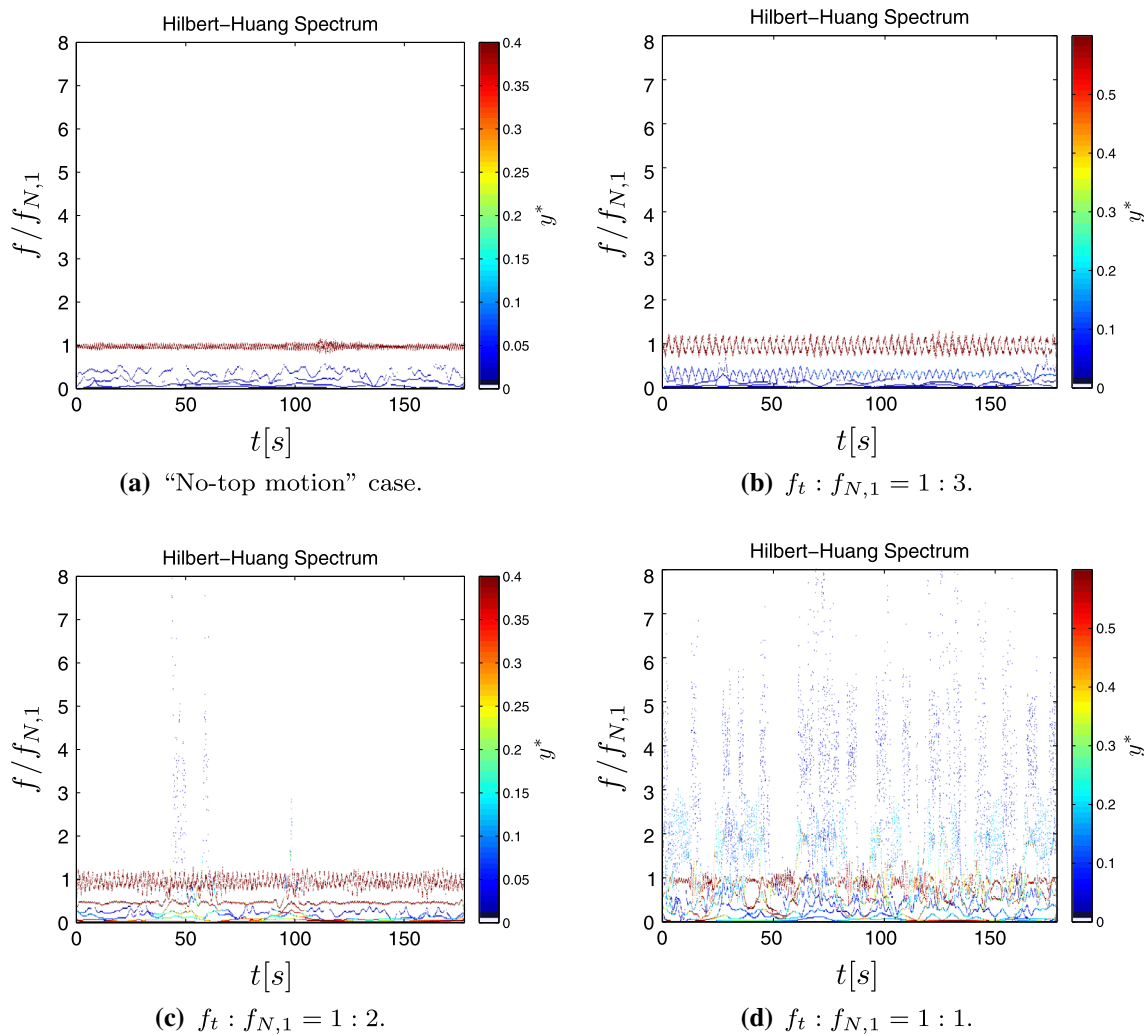 Hilbert−Huang Spectrum
8
7
6
5
4
3
2
1
0
f / f_{N,1}
0 50 100 150
t[s]
0.4
0.35
0.3
0.25
0.2
0.15
0.1
0.05
0
y*
(a) “No-top motion” case.
Hilbert−Huang Spectrum
8
7
6
5
4
3
2
1
0
f / f_{N,1}
0 50 100 150
t[s]
0.5
0.4
0.3
0.2
0.1
0
y*
(b) f_t : f_{N,1} = 1 : 3.
Hilbert−Huang Spectrum
8
7
6
5
4
3
2
1
0
f / f_{N,1}
0 50 100 150
t[s]
0.4
0.35
0.3
0.25
0.2
0.15
0.1
0.05
0
y*
(c) f_t : f_{N,1} = 1 : 2.
Hilbert−Huang Spectrum
8
7
6
5
4
3
2
1
0
f / f_{N,1}
0 50 100 150
t[s]
0.5
0.4
0.3
0.2
0.1
0
y*
(d) f_t : f_{N,1} = 1 : 1.